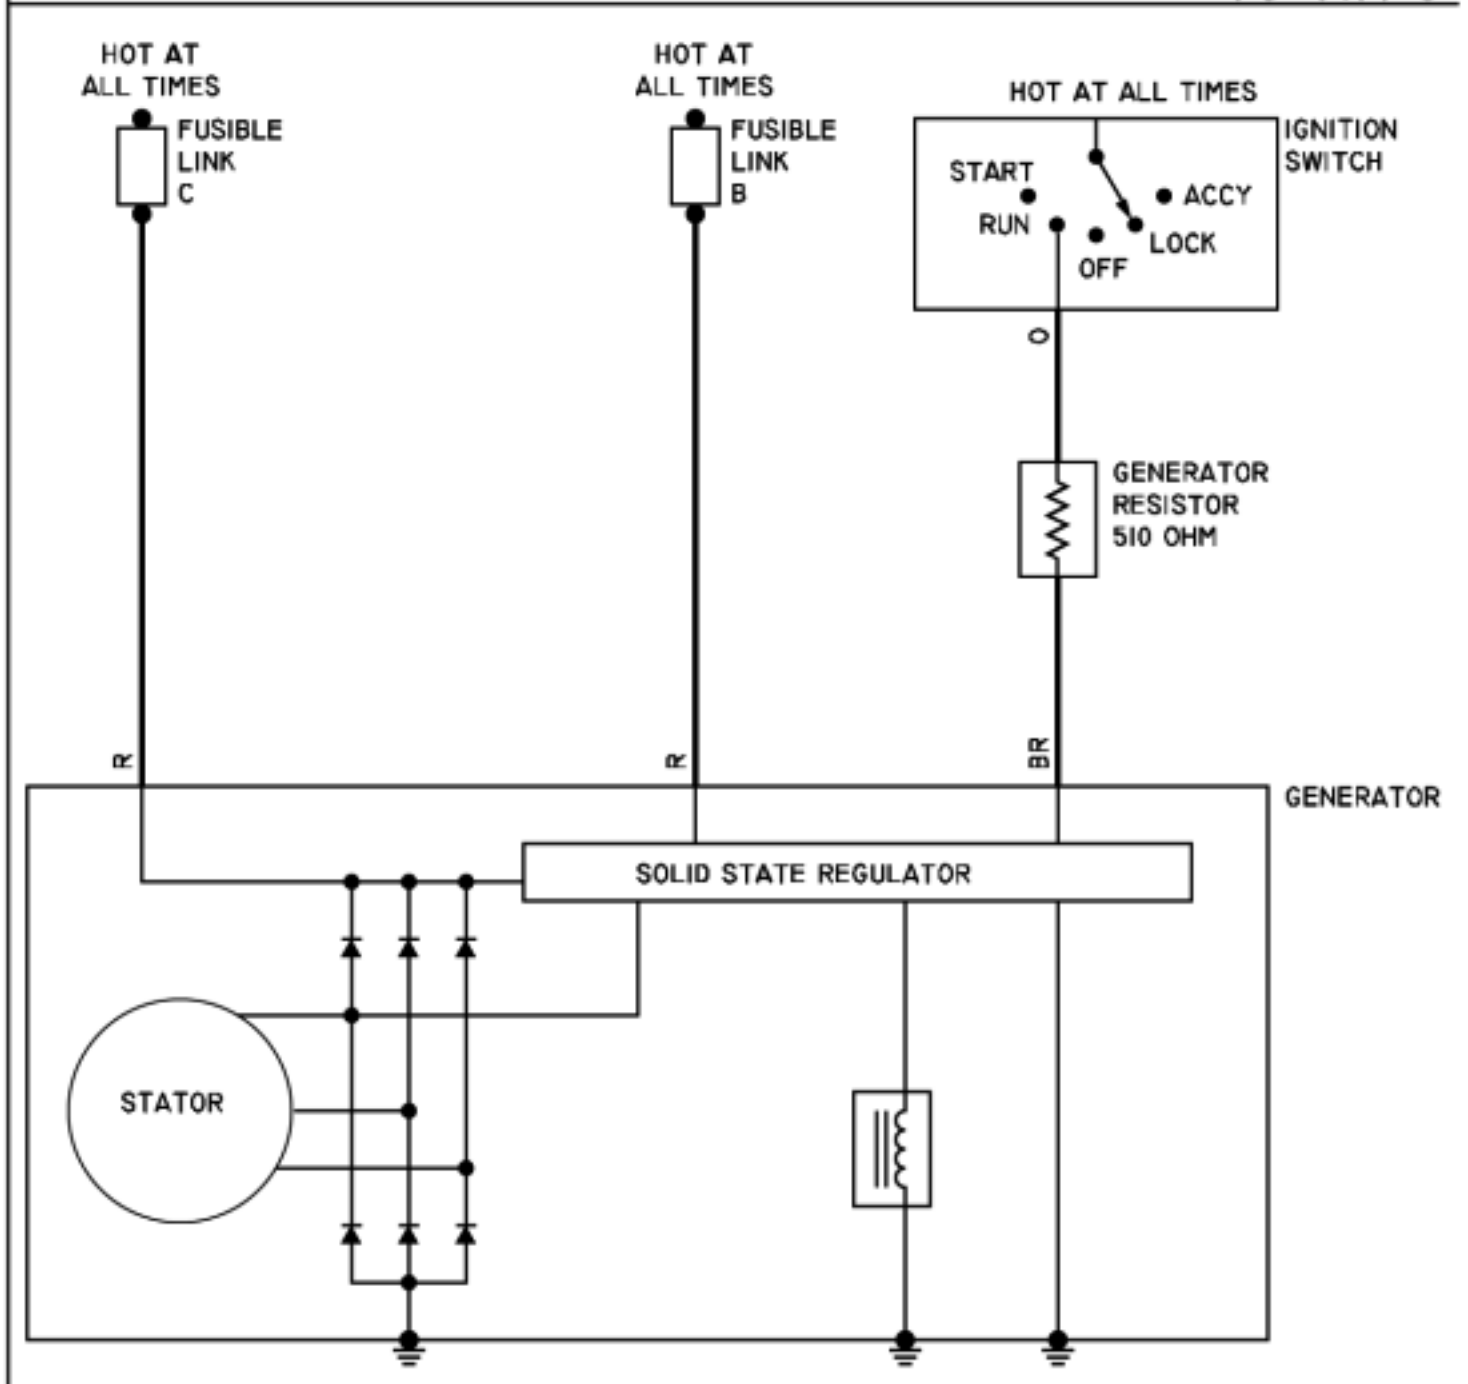 HOT AT
ALL TIMES
FUSIBLE
LINK
C
HOT AT
ALL TIMES
FUSIBLE
LINK
B
HOT AT ALL TIMES
IGNITION
SWITCH
START
ACCY
RUN
LOCK
OFF
O
GENERATOR
RESISTOR
510 OHM
R
R
BR
GENERATOR
SOLID STATE REGULATOR
STATOR